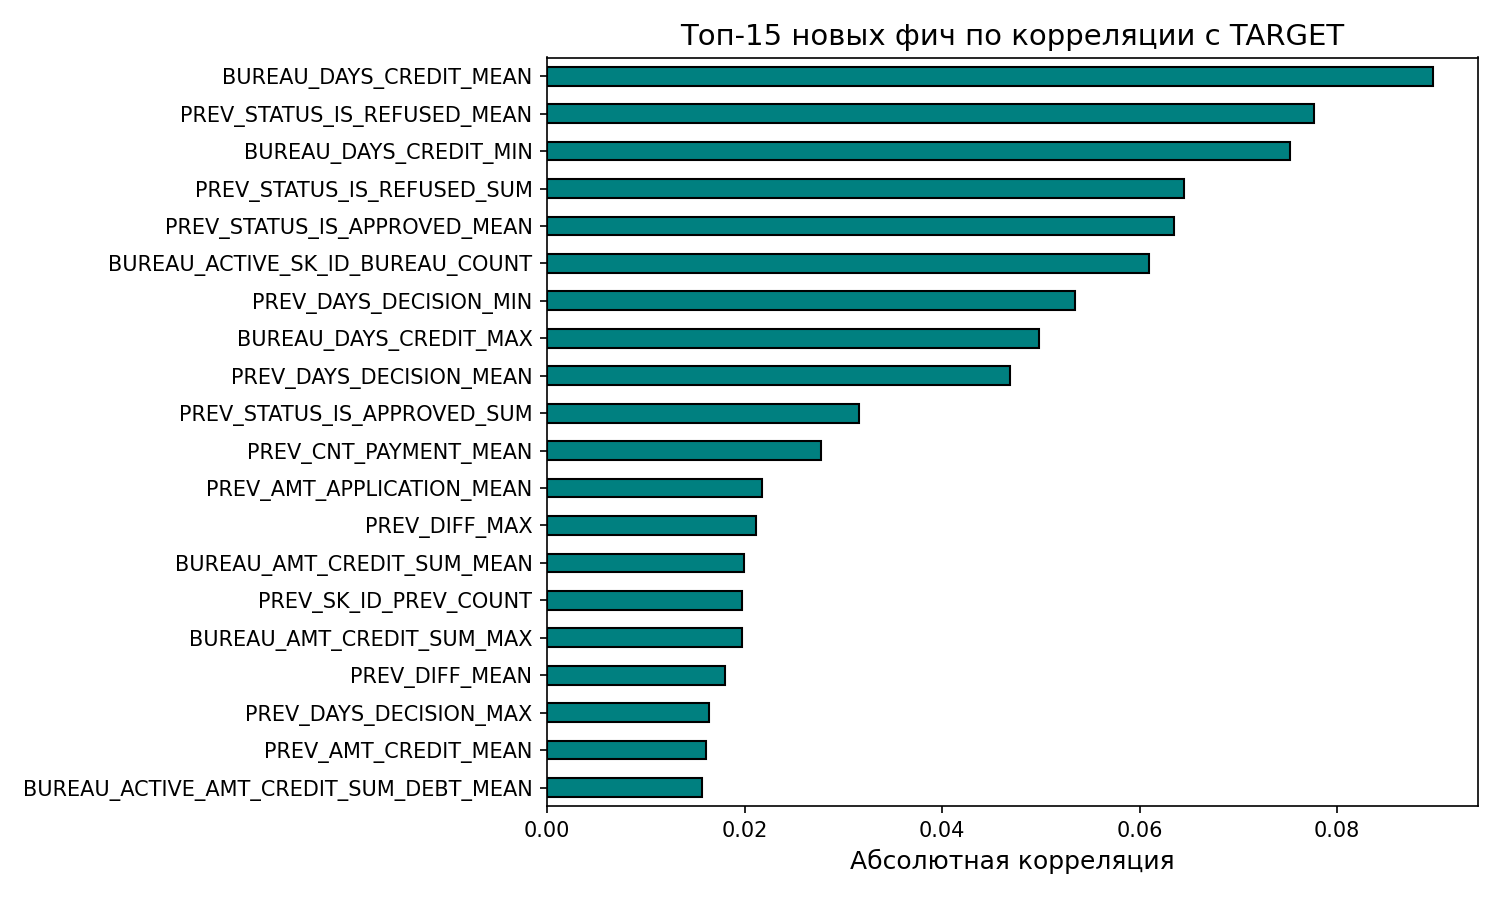 Топ-15 новых фич по корреляции с TARGET
BUREAU_DAYS_CREDIT_MEAN
PREV_STATUS_IS_REFUSED_MEAN
BUREAU_DAYS_CREDIT_MIN
PREV_STATUS_IS_REFUSED_SUM
PREV_STATUS_IS_APPROVED_MEAN
BUREAU_ACTIVE_SK_ID_BUREAU_COUNT
PREV_DAYS_DECISION_MIN
BUREAU_DAYS_CREDIT_MAX
PREV_DAYS_DECISION_MEAN
PREV_STATUS_IS_APPROVED_SUM
PREV_CNT_PAYMENT_MEAN
PREV_AMT_APPLICATION_MEAN
PREV_DIFF_MAX
BUREAU_AMT_CREDIT_SUM_MEAN
PREV_SK_ID_PREV_COUNT
BUREAU_AMT_CREDIT_SUM_MAX
PREV_DIFF_MEAN
PREV_DAYS_DECISION_MAX
PREV_AMT_CREDIT_MEAN
BUREAU_ACTIVE_AMT_CREDIT_SUM_DEBT_MEAN
0.00 0.02 0.04 0.06 0.08
Абсолютная корреляция